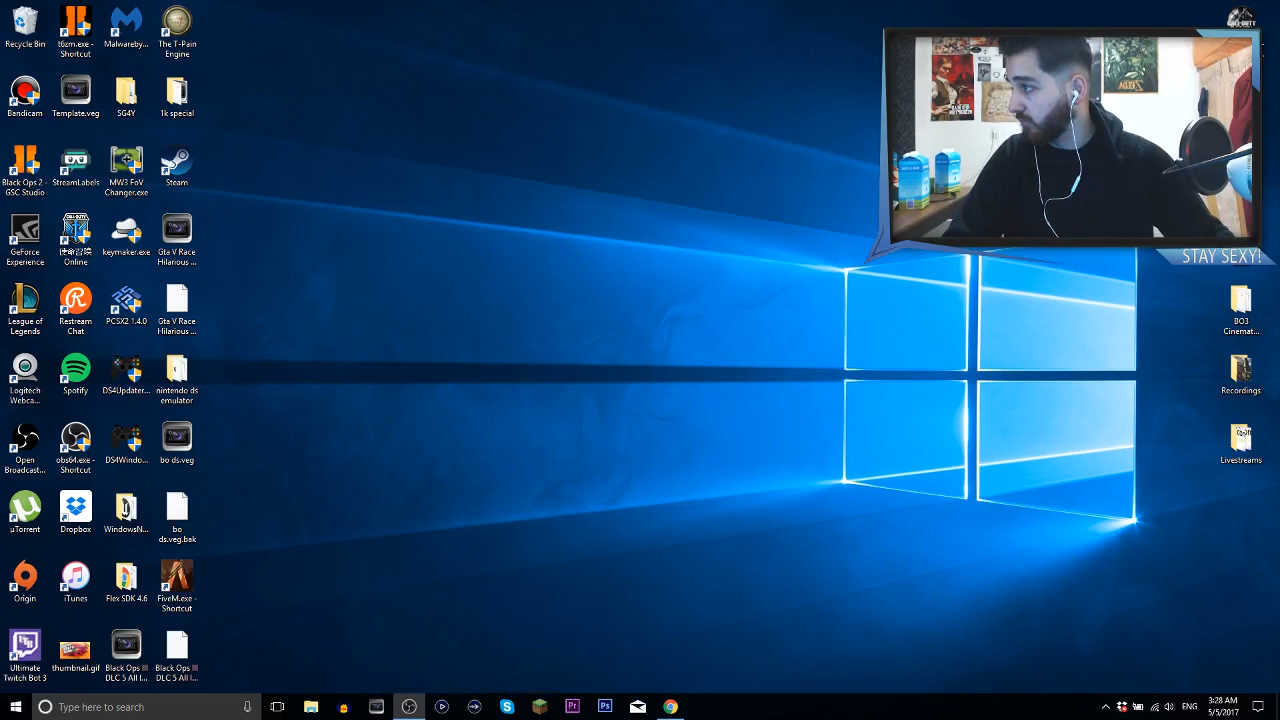 Recycle Bin
t6zm.exe -
Shortcut
Malwareby...
The T-Pain
Engine
Bandicam
Template.veg
SG4Y
1k special
Black Ops 2 -
GSC Studio
StreamLabels
MW3 FoV
Changer.exe
Steam
GeForce
Experience
Online
keymaker.exe
Gta V Race
Hilarious ...
League of
Legends
Restream
Chat
PCSX2 1.4.0
Gta V Race
Hilarious ...
Logitech
Webca...
Spotify
DS4Updater...
nintendo ds
emulator
Open
Broadcast...
obs64.exe -
Shortcut
DS4Windo...
bo ds.veg
µTorrent
Dropbox
WindowsN...
bo
ds.veg.bak
Origin
iTunes
Flex SDK 4.6
FiveM.exe -
Shortcut
Ultimate
Twitch Bot 3
thumbnail.gif
Black Ops III
DLC 5 All I...
Black Ops III
DLC 5 All I...
STAY SEXY!
BO3
Cinemat...
Recordings
Livestreams
Type here to search
Pr
Ps
ENG
3:28 AM
5/5/2017